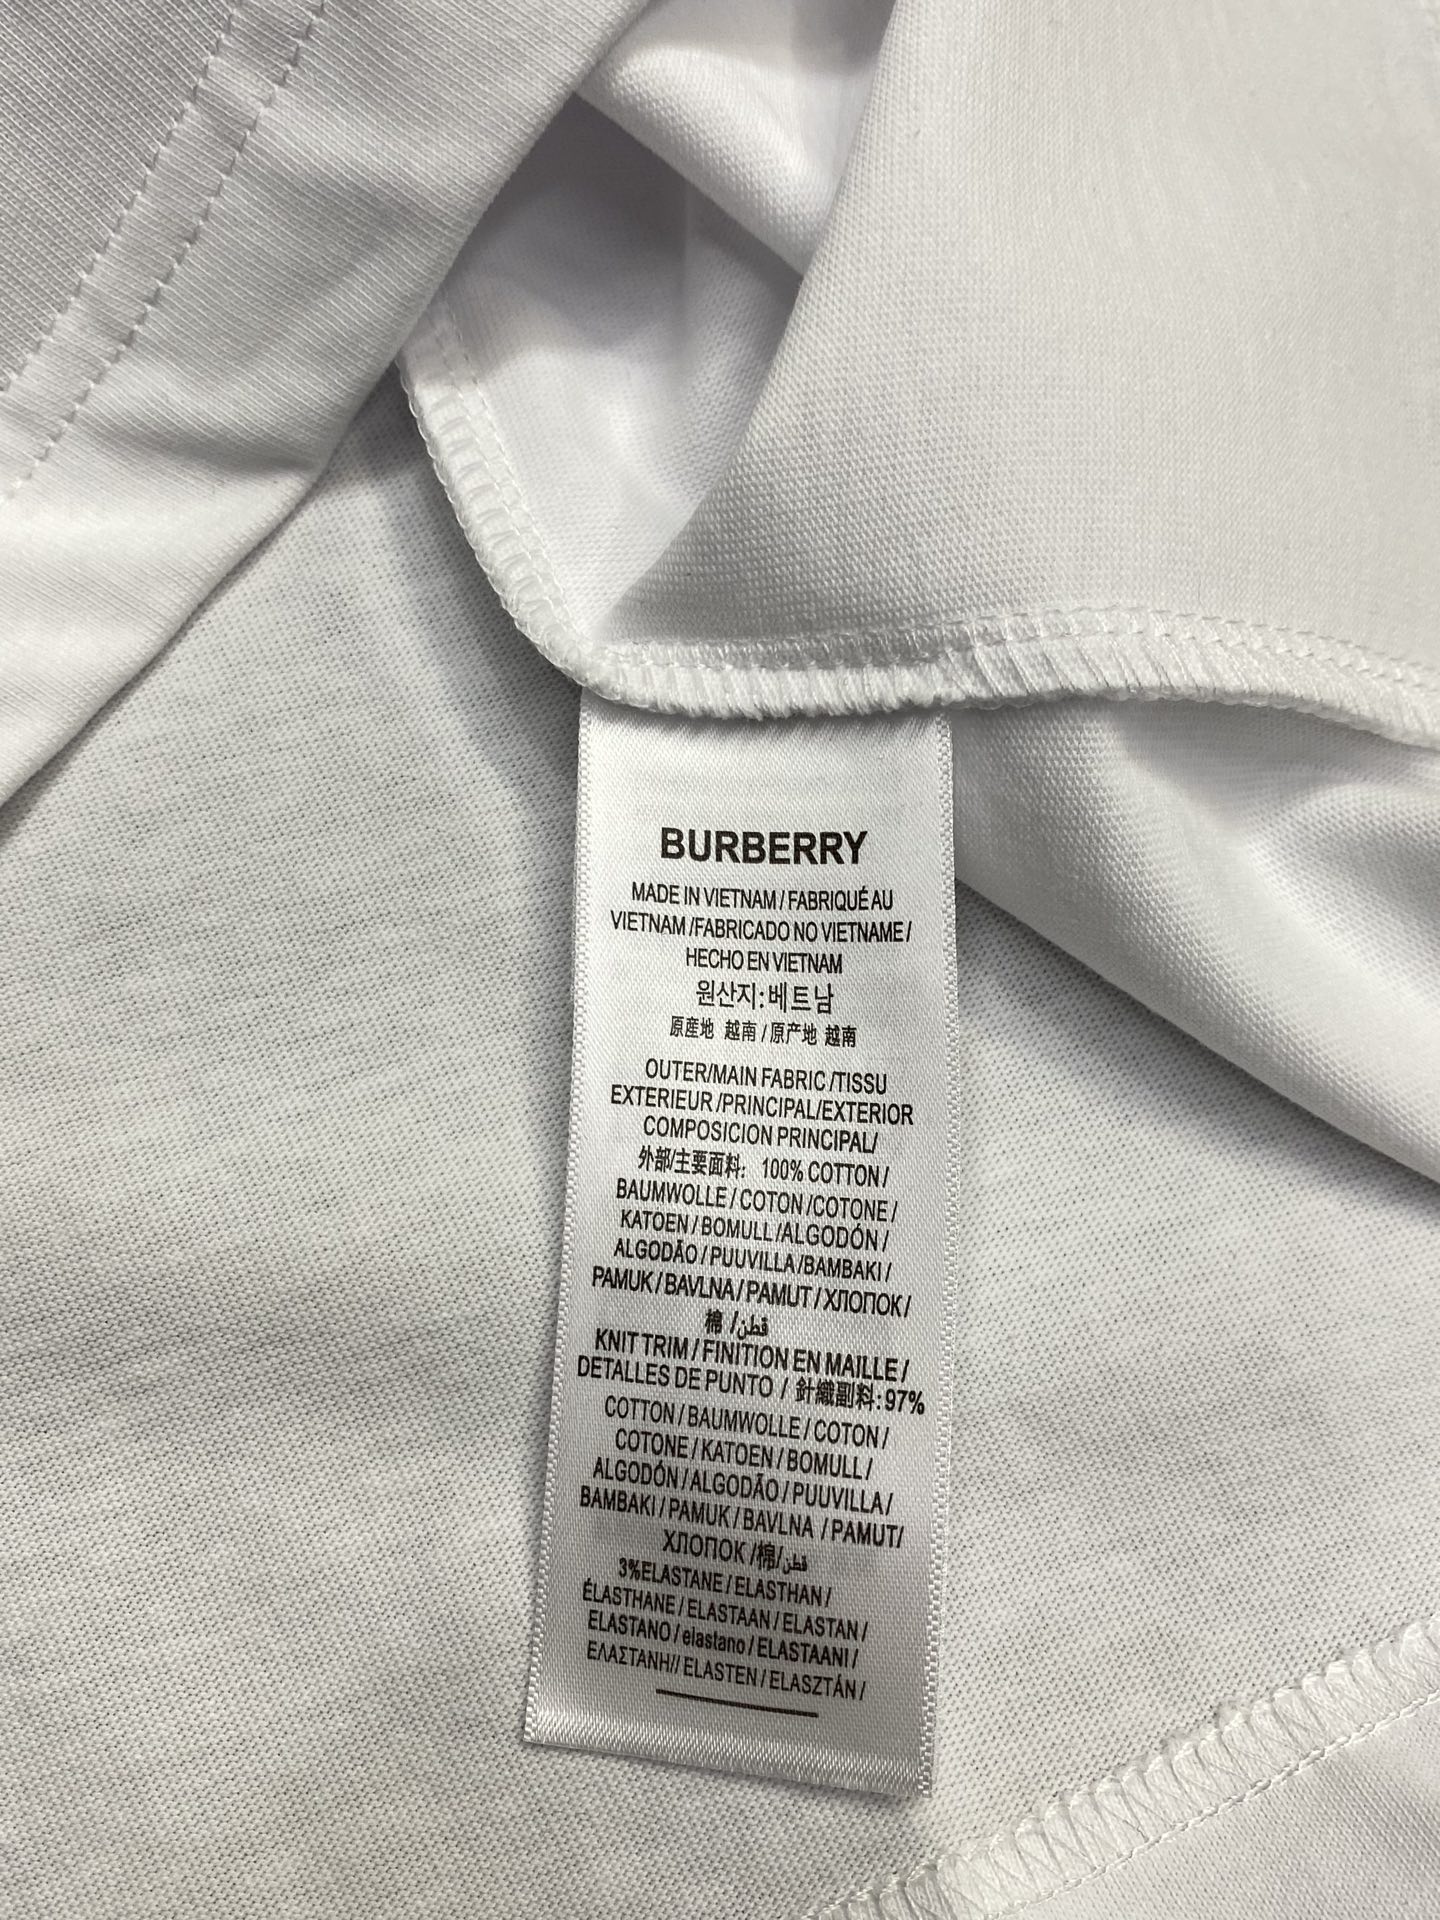 BURBERRY
MADE IN VIETNAM / FABRIQUÉ AU
VIETNAM /FABRICADO NO VIETNAME /
HECHO EN VIETNAM
원산지: 베트남
原産地 越南 / 原产地 越南
OUTER/MAIN FABRIC /TISSU
EXTERIEUR /PRINCIPAL/EXTERIOR
COMPOSICION PRINCIPAL/
外部/主要面料: 100% COTTON /
BAUMWOLLE / COTON /COTONE /
KATOEN / BOMULL /ALGODÓN /
ALGODÃO / PUUVILLA /BAMBAKI /
PAMUK / BAVLNA / PAMUT / ХЛОПОК /
棉 /قطن
KNIT TRIM / FINITION EN MAILLE /
DETALLES DE PUNTO / 針織副料: 97%
COTTON / BAUMWOLLE / COTON /
COTONE / KATOEN / BOMULL /
ALGODÓN / ALGODÃO / PUUVILLA /
BAMBAKI / PAMUK / BAVLNA / PAMUT/
ХЛОПОК /棉/قطن
3%ELASTANE / ELASTHAN /
ÉLASTHANE / ELASTAAN / ELASTAN /
ELASTANO / elastano / ELASTAANI /
ΕΛΑΣΤΑΝΗ// ELASTEN / ELASZTÁN /